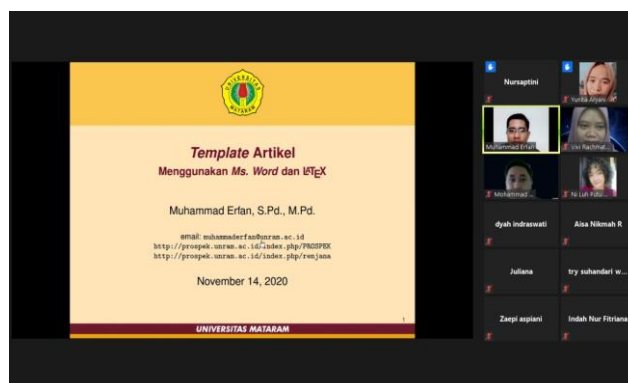 UNIVERSITAS
MATARAM
Template Artikel
Menggunakan Ms. Word dan LATEX
Muhammad Erfan, S.Pd., M.Pd.
email: muhammaderfan@unram.ac.id
http://prospek.unram.ac.id/index.php/PROSPEK
http://prospek.unram.ac.id/index.php/renjana
November 14, 2020
1
UNIVERSITAS MATARAM
Nursaptini
Yunita Arjani
Muhammad Erfan
Vivi Rachmat...
Mohammad ...
Ni Luh Putu ...
dyah indraswati
Aisa Nikmah R
Juliana
try suhandari w...
Zaepi aspiani
Indah Nur Fitriana